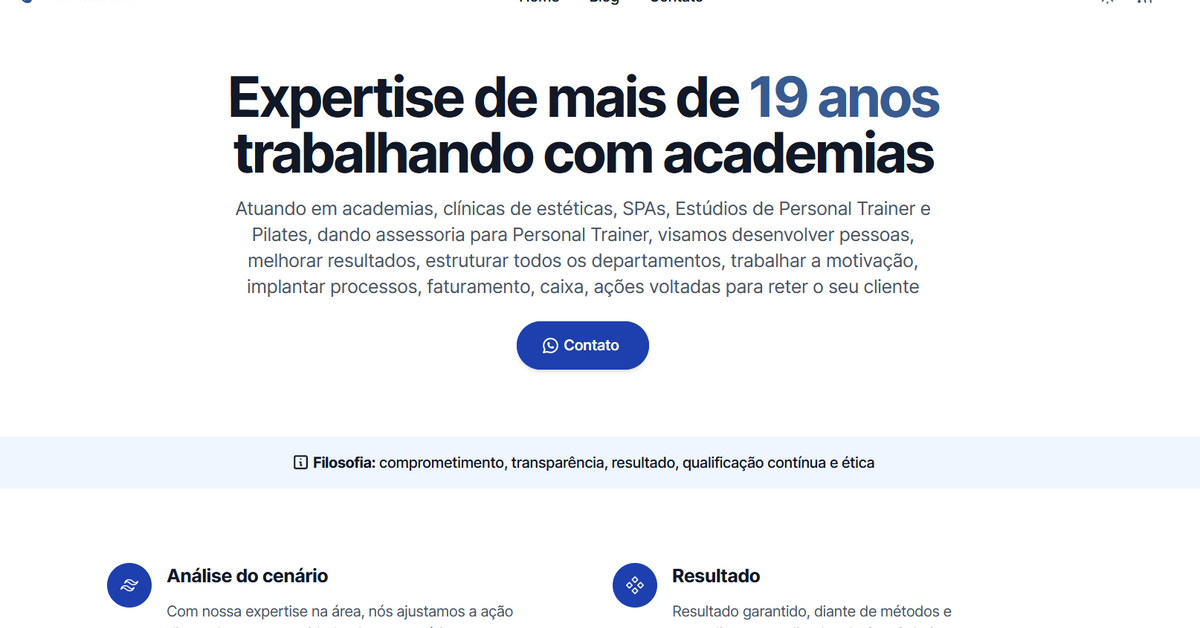 Home Blog Contato
Expertise de mais de 19 anos
trabalhando com academias
Atuando em academias, clínicas de estéticas, SPAs, Estúdios de Personal Trainer e
Pilates, dando assessoria para Personal Trainer, visamos desenvolver pessoas,
melhorar resultados, estruturar todos os departamentos, trabalhar a motivação,
implantar processos, faturamento, caixa, ações voltadas para reter o seu cliente
Contato
Filosofia: comprometimento, transparência, resultado, qualificação contínua e ética
Análise do cenário
Resultado
Com nossa expertise na área, nós ajustamos a ação
Resultado garantido, diante de métodos e